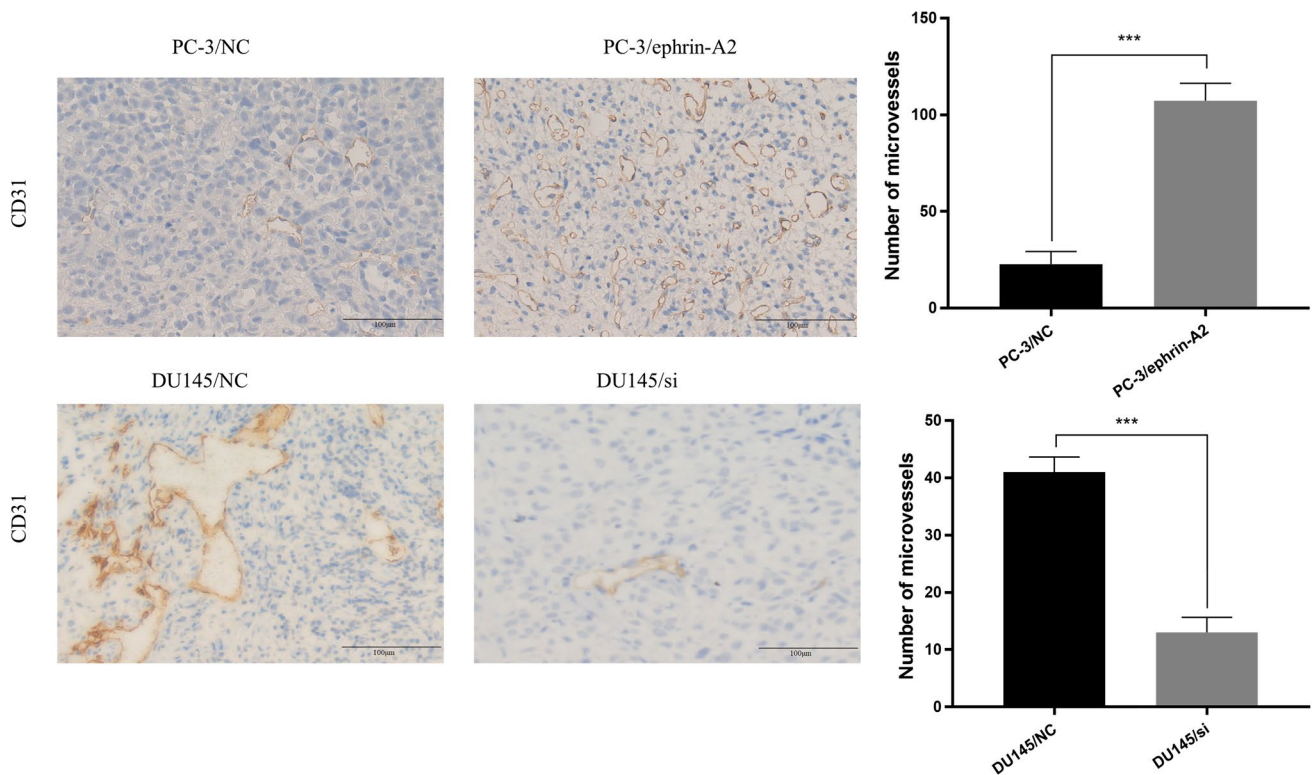 PC-3/NC
PC-3/ephrin-A2
CD31
100μm
100μm
Number of microvessels
150
100
50
0
***
PC-3/NC
PC-3/ephrin-A2
DU145/NC
DU145/si
CD31
100μm
100μm
Number of microvessels
50
40
30
20
10
0
***
DU145/NC
DU145/si